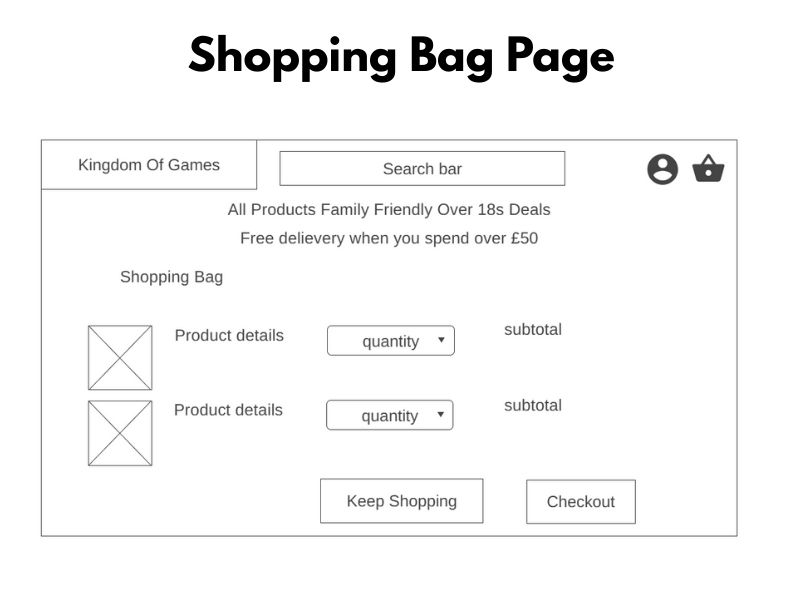 Shopping Bag Page
Kingdom Of Games
Search bar
All Products Family Friendly Over 18s Deals
Free delievery when you spend over £50
Shopping Bag
Product details
quantity
subtotal
Product details
quantity
subtotal
Keep Shopping
Checkout